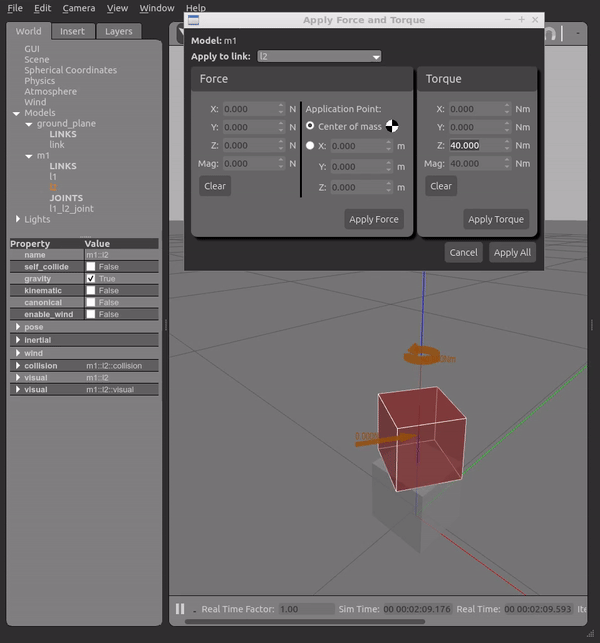 File Edit Camera View Window Help
Apply Force and Torque
World Insert Layers
GUI
Scene
Spherical Coordinates
Physics
Atmosphere
Wind
Models
ground_plane
LINKS
link
m1
LINKS
l1
l2
JOINTS
l1_l2_joint
Lights
Property Value
name m1::l2
self_collide False
gravity True
kinematic False
canonical False
enable_wind False
pose
inertial
wind
collision m1::l2::collision
visual m1::l2
visual m1::l2::visual
Model: m1
Apply to link: l2
Force
X: 0.000 N
Y: 0.000 N
Z: 0.000 N
Mag: 0.000 N
Clear
Application Point:
Center of mass
X: 0.000 m
Y: 0.000 m
Z: 0.000 m
Apply Force
Torque
X: 0.000 Nm
Y: 0.000 Nm
Z: 40.000 Nm
Mag: 40.000 Nm
Clear
Apply Torque
Cancel Apply All
Real Time Factor: 1.00 Sim Time: 00 00:02:09.176 Real Time: 00 00:02:09.593